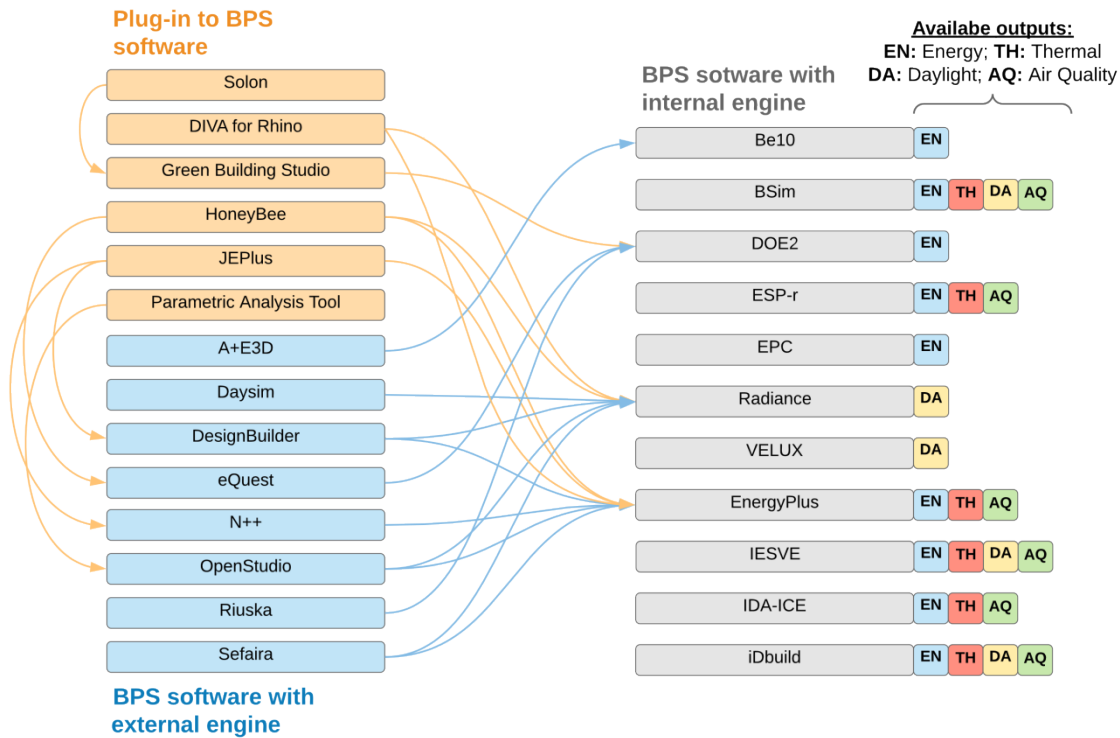 Plug-in to BPS
software
Solon
DIVA for Rhino
Green Building Studio
HoneyBee
JEPlus
Parametric Analysis Tool
A+E3D
Daysim
DesignBuilder
eQuest
N++
OpenStudio
Riuska
Sefaira
BPS software with
external engine
BPS sotware with
internal engine
Availabe outputs:
EN: Energy; TH: Thermal
DA: Daylight; AQ: Air Quality
Be10 EN
BSim EN TH DA AQ
DOE2 EN
ESP-r EN TH AQ
EPC EN
Radiance DA
VELUX DA
EnergyPlus EN TH AQ
IESVE EN TH DA AQ
IDA-ICE EN TH AQ
iDbuild EN TH DA AQ